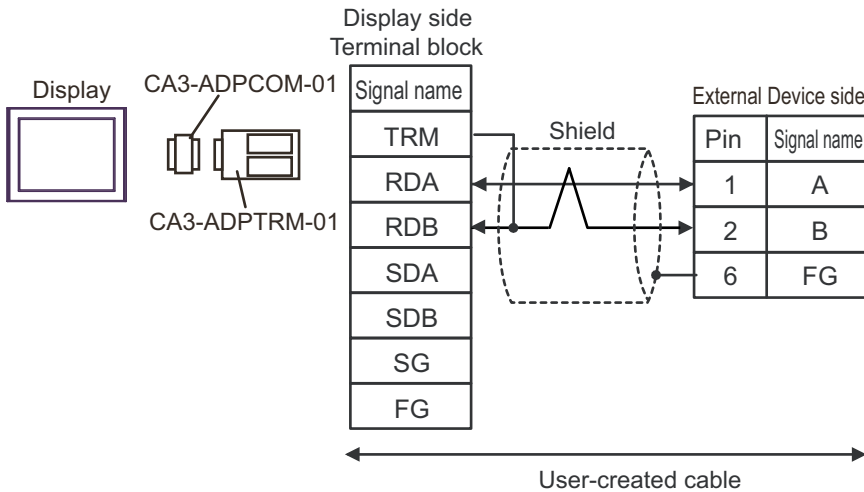 Display side
Terminal block
Display
CA3-ADPCOM-01
CA3-ADPTRM-01
Signal name
TRM
RDA
RDB
SDA
SDB
SG
FG
Shield
External Device side
Pin Signal name
1 A
2 B
6 FG
User-created cable